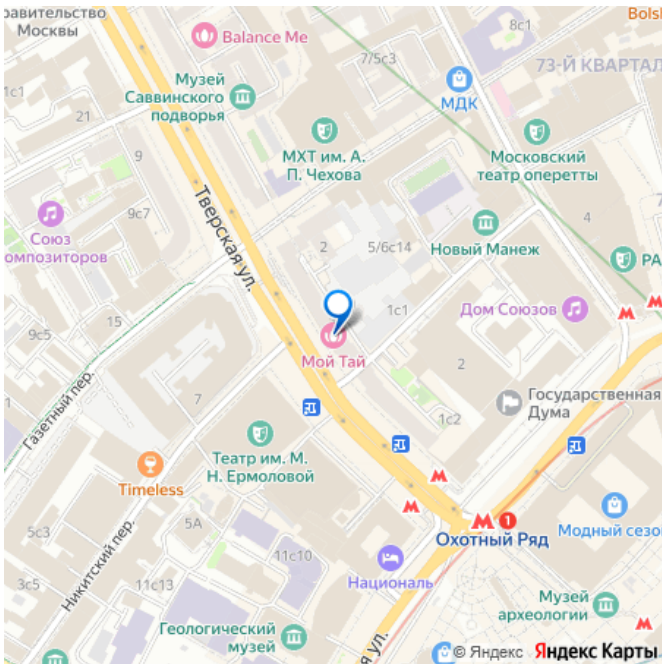 равительство
Москвы
Balance Me
8с1
Bols
7/5с3
73-Й КВАРТАЛ
МДК
Музей
Саввинского
подворья
1с1
21
9
МХТ им. А.
П. Чехова
Московский
театр оперетты
Тверская ул.
9с7
Союз
омпозиторов
2
5/6с14
Новый Манеж
4
РА
1с1
Дом Союзов
9с5
15
Мой Тай
2
Газетный пер.
7
1с2
Государственная
Дума
Театр им. М.
Н. Ермоловой
Timeless
1
Охотный Ряд
Модный сезо
5А
5с3
11с10
Националь
3с5
11с13
Никитский пер.
Музей
археологии
Геологический
музей
ул.
© Яндекс Яндекс Карты